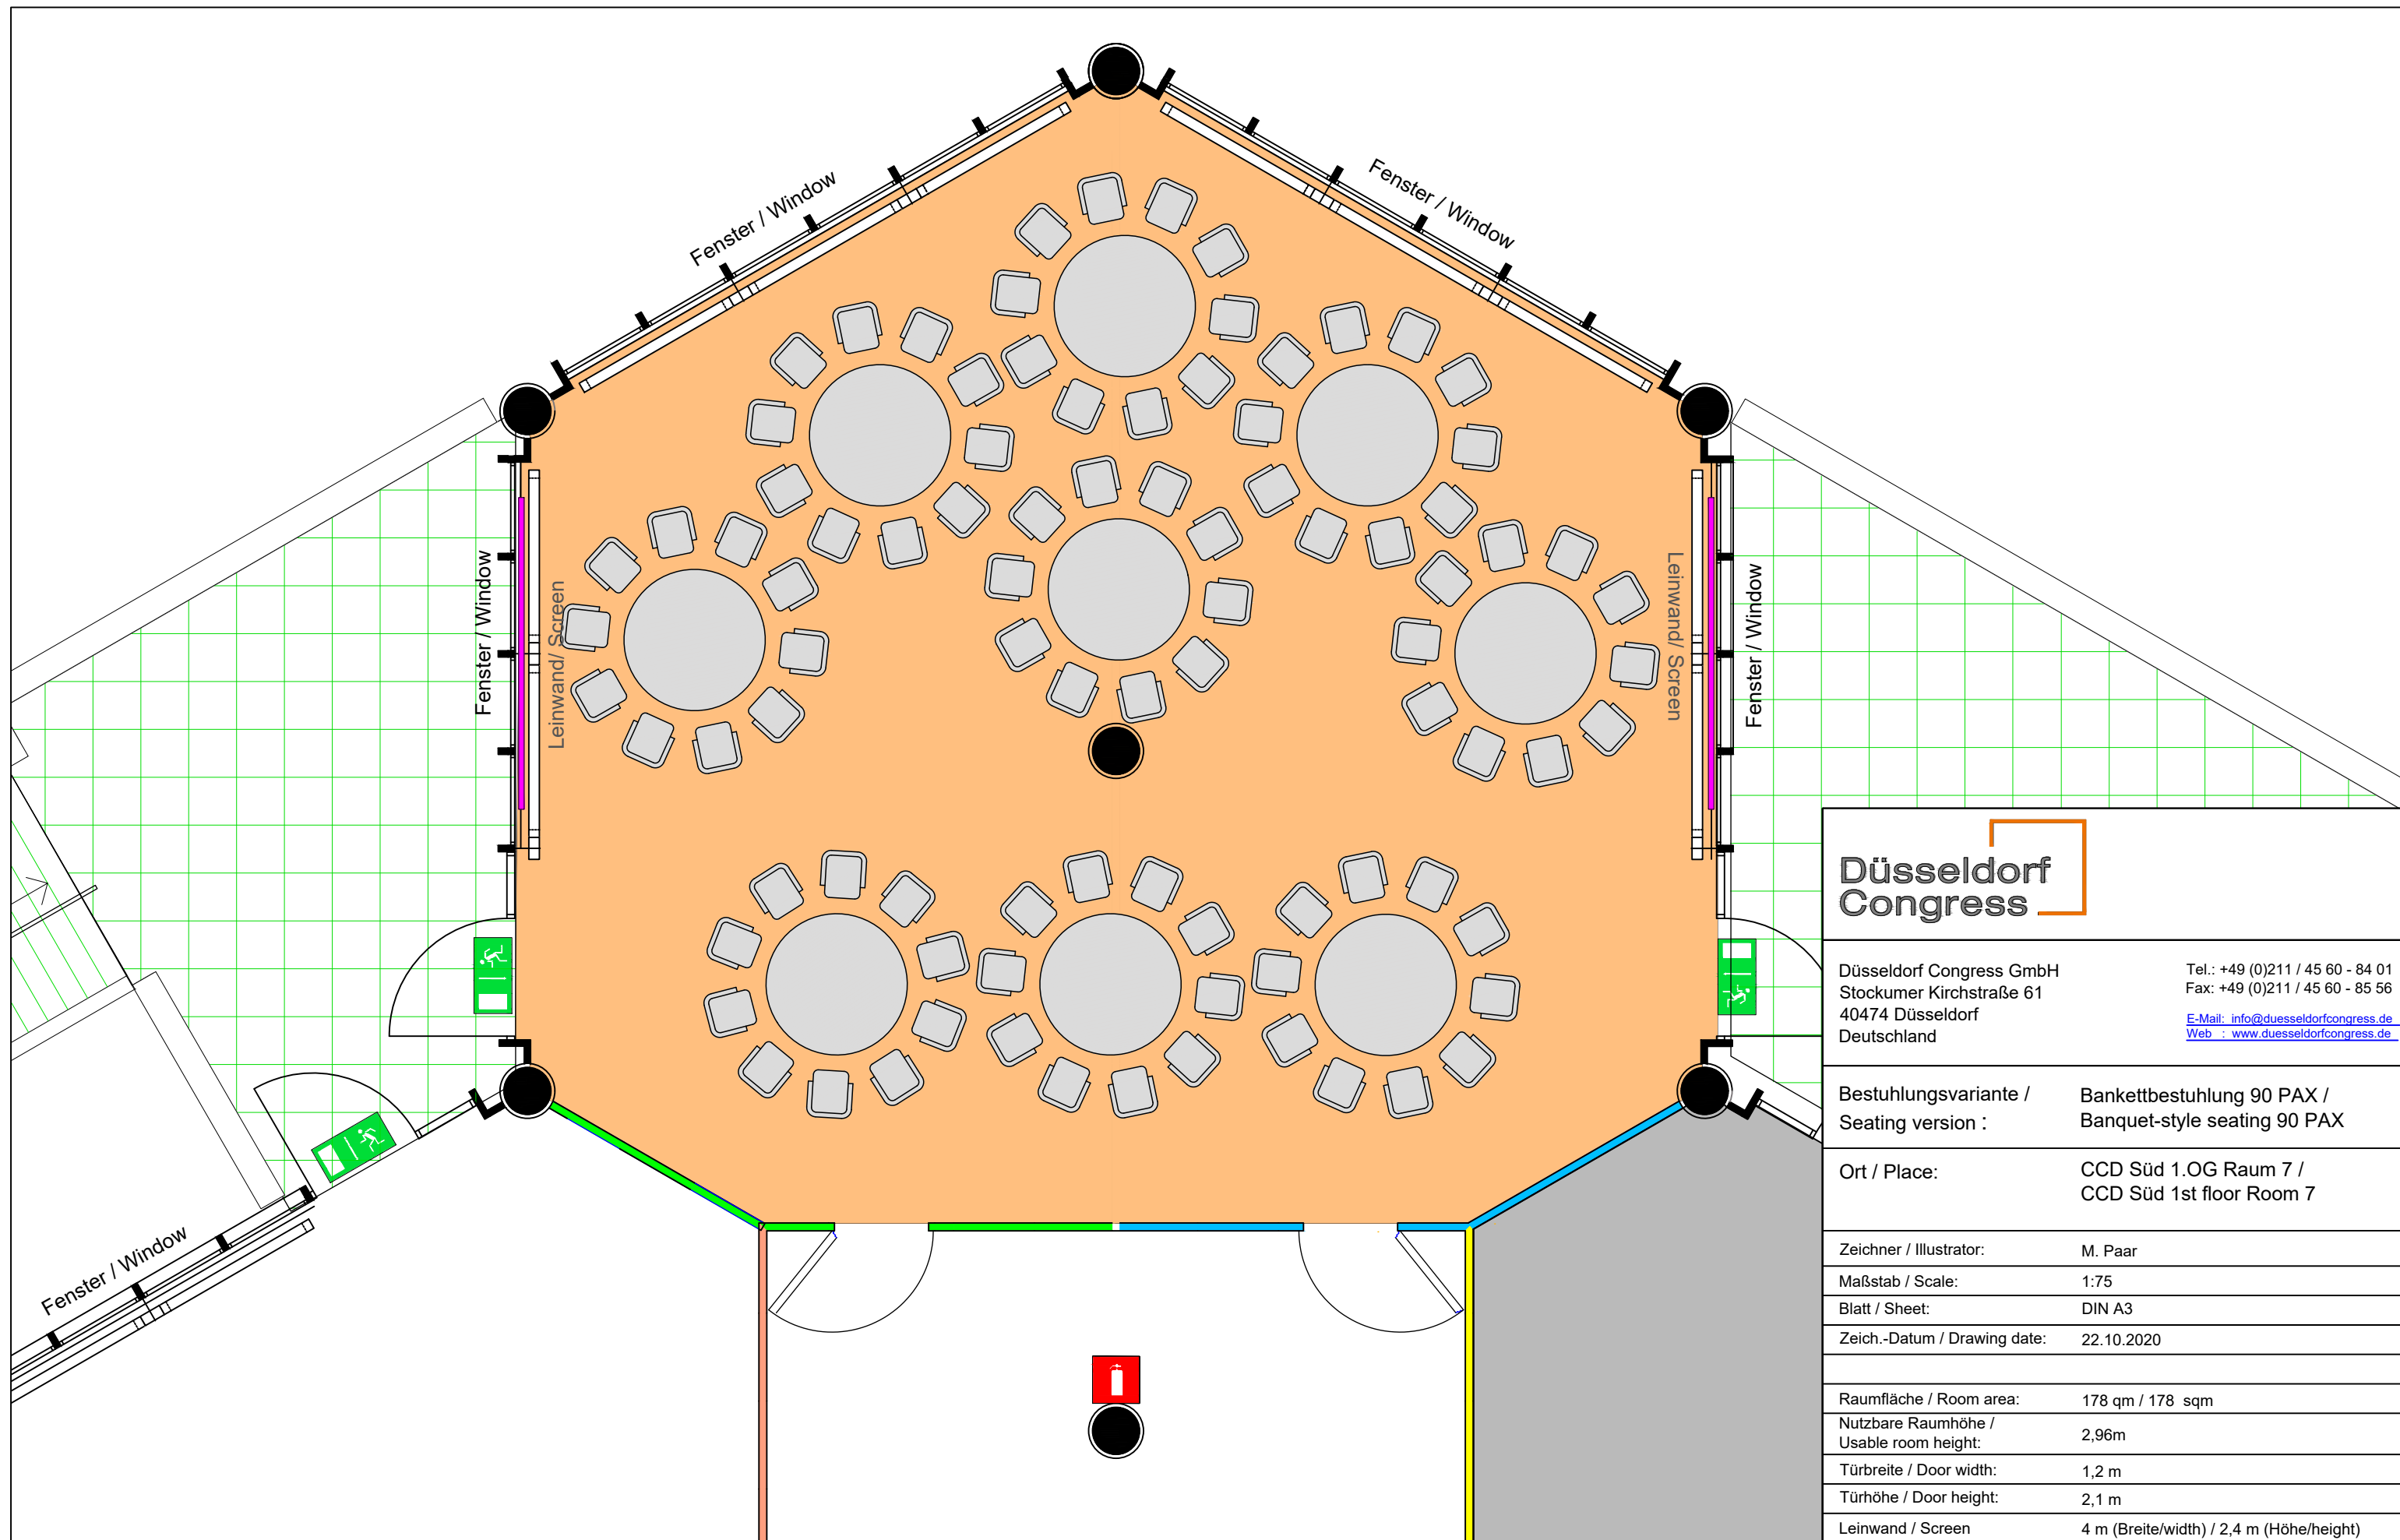 Fenster / Window
Fenster / Window
Fenster / Window
Leinwand/ Screen
Leinwand/ Screen
Fenster / Window
Fenster / Window
Düsseldorf
Congress
Düsseldorf Congress GmbH
Stockumer Kirchstraße 61
40474 Düsseldorf
Deutschland
Tel.: +49 (0)211 / 45 60 - 84 01
Fax: +49 (0)211 / 45 60 - 85 56
E-Mail: info@duesseldorfcongress.de
Web : www.duesseldorfcongress.de
Bestuhlungsvariante / Bankettbestuhlung 90 PAX /
Seating version : Banquet-style seating 90 PAX
Ort / Place: CCD Süd 1.OG Raum 7 /
CCD Süd 1st floor Room 7
Zeichner / Illustrator: M. Paar
Maßstab / Scale: 1:75
Blatt / Sheet: DIN A3
Zeich.-Datum / Drawing date: 22.10.2020
Raumfläche / Room area: 178 qm / 178 sqm
Nutzbare Raumhöhe /
Usable room height: 2,96m
Türbreite / Door width: 1,2 m
Türhöhe / Door height: 2,1 m
Leinwand / Screen 4 m (Breite/width) / 2,4 m (Höhe/height)